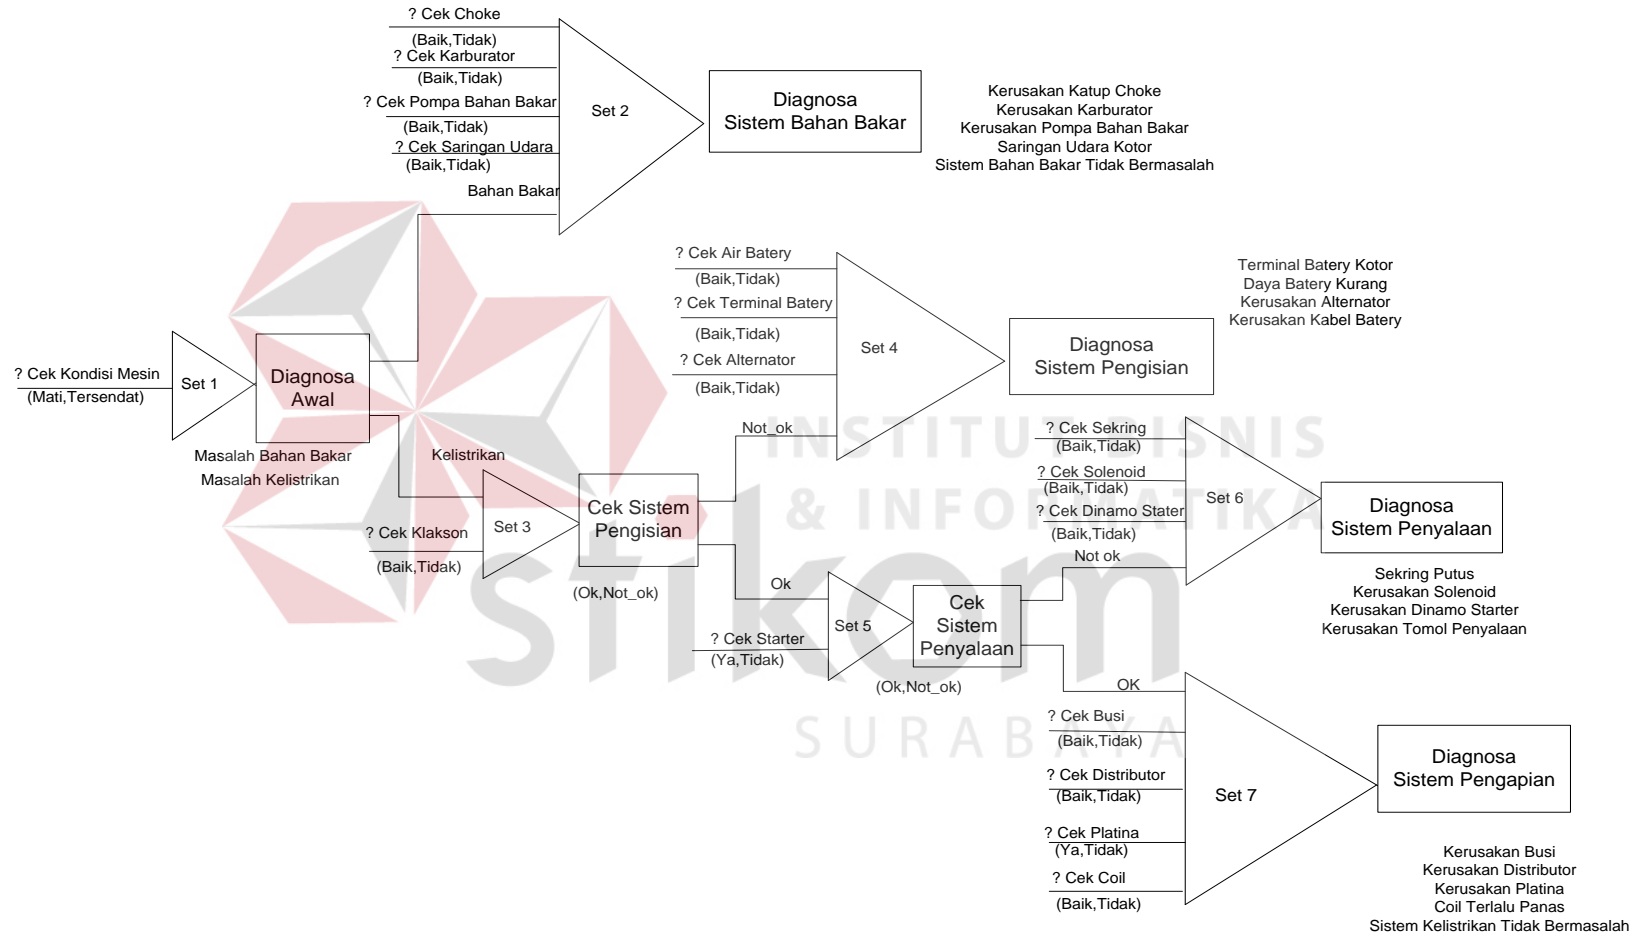 ? Cek Choke
(Baik,Tidak)
? Cek Karburator
(Baik,Tidak)
? Cek Pompa Bahan Bakar
(Baik,Tidak)
? Cek Saringan Udara
(Baik,Tidak)
Bahan Bakar
Set 2
Diagnosa
Sistem Bahan Bakar
Kerusakan Katup Choke
Kerusakan Karburator
Kerusakan Pompa Bahan Bakar
Saringan Udara Kotor
Sistem Bahan Bakar Tidak Bermasalah
? Cek Kondisi Mesin
(Mati,Tersendat)
Set 1
Diagnosa
Awal
Masalah Bahan Bakar
Masalah Kelistrikan
Kelistrikan
? Cek Klakson
(Baik,Tidak)
Set 3
Cek Sistem
Pengisian
(Ok,Not_ok)
? Cek Air Batery
(Baik,Tidak)
? Cek Terminal Batery
(Baik,Tidak)
? Cek Alternator
(Baik,Tidak)
Not_ok
Set 4
Diagnosa
Sistem Pengisian
Terminal Batery Kotor
Daya Batery Kurang
Kerusakan Alternator
Kerusakan Kabel Batery
Ok
? Cek Starter
(Ya,Tidak)
Set 5
Cek
Sistem
Penyalaan
(Ok,Not_ok)
? Cek Sekring
(Baik,Tidak)
? Cek Solenoid
(Baik,Tidak)
? Cek Dinamo Stater
(Baik,Tidak)
Not ok
Set 6
Diagnosa
Sistem Penyalaan
Sekring Putus
Kerusakan Solenoid
Kerusakan Dinamo Starter
Kerusakan Tomol Penyalaan
OK
? Cek Busi
(Baik,Tidak)
? Cek Distributor
(Baik,Tidak)
? Cek Platina
(Ya,Tidak)
? Cek Coil
(Baik,Tidak)
Set 7
Diagnosa
Sistem Pengapian
Kerusakan Busi
Kerusakan Distributor
Kerusakan Platina
Coil Terlalu Panas
Sistem Kelistrikan Tidak Bermasalah
INSTITUT BISNIS
& INFORMATIKA
stikom
SURABAYA